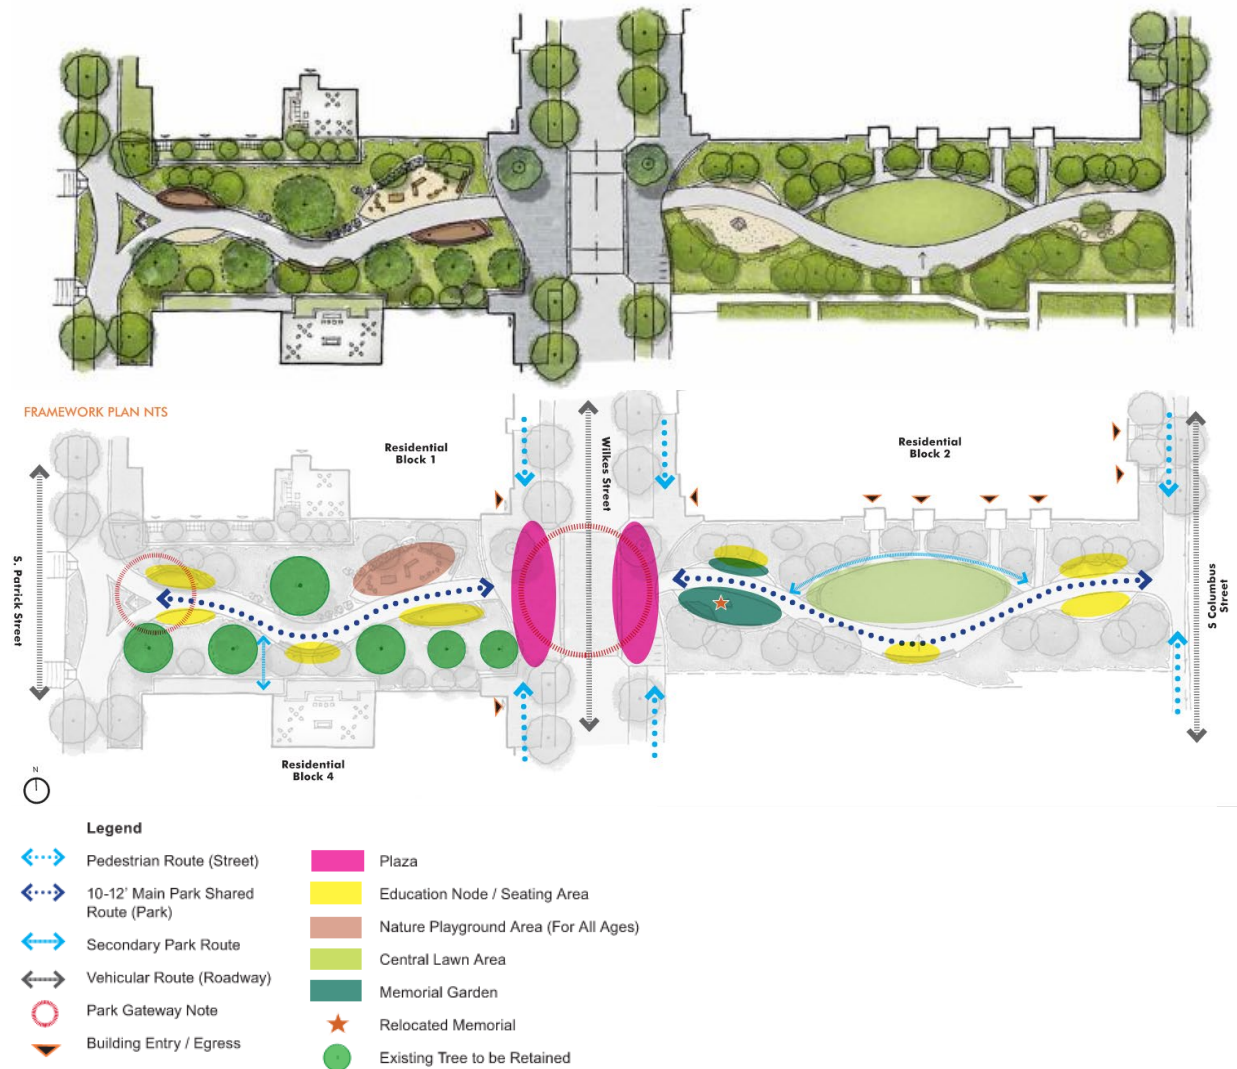 FRAMEWORK PLAN NTS
Residential
Block 1
Wilkes Street
Residential
Block 2
S. Patrick Street
S Columbus
Street
Residential
Block 4
N
Legend
Pedestrian Route (Street)
10-12' Main Park Shared
Route (Park)
Secondary Park Route
Vehicular Route (Roadway)
Park Gateway Note
Building Entry / Egress
Plaza
Education Node / Seating Area
Nature Playground Area (For All Ages)
Central Lawn Area
Memorial Garden
Relocated Memorial
Existing Tree to be Retained